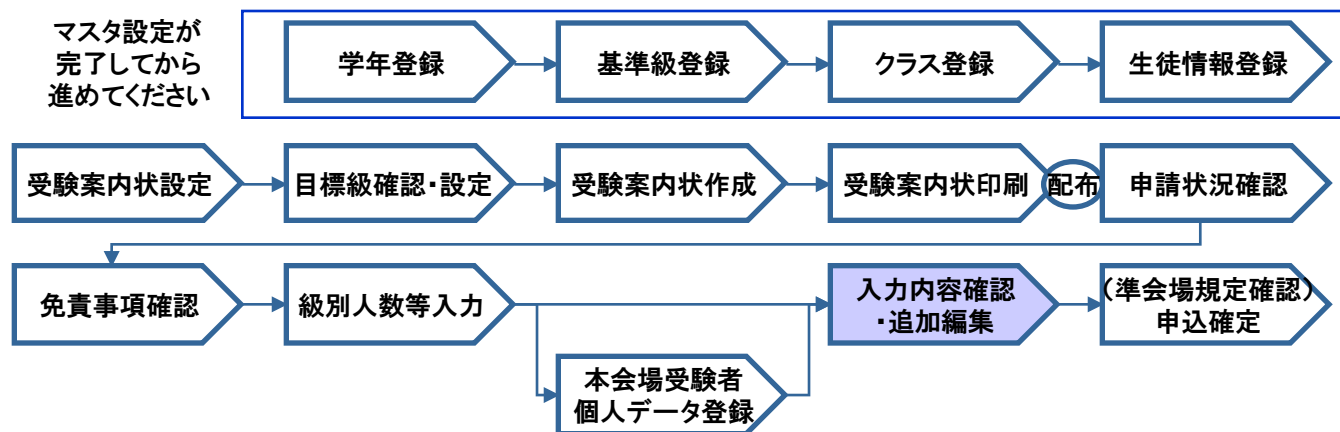 マスタ設定が
完了してから
進めてください
学年登録
基準級登録
クラス登録
生徒情報登録
受験案内状設定
目標級確認・設定
受験案内状作成
受験案内状印刷
配布
申請状況確認
免責事項確認
級別人数等入力
入力内容確認
・追加編集
(準会場規定確認)
申込確定
本会場受験者
個人データ登録